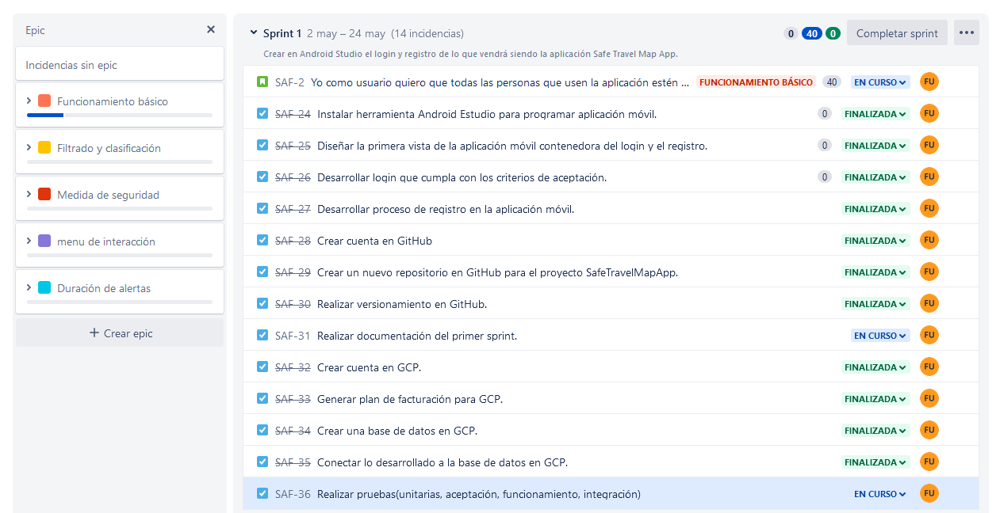 Epic
Incidencias sin epic
Funcionamiento básico
Filtrado y clasificación
Medida de seguridad
menu de interacción
Duración de alertas
+ Crear epic
Sprint 1 2 may – 24 may (14 incidencias) 0 40 0 Completar sprint
Crear en Android Studio el login y registro de lo que vendrá siendo la aplicación Safe Travel Map App.
SAF-2 Yo como usuario quiero que todas las personas que usen la aplicación estén ... FUNCIONAMIENTO BÁSICO 40 EN CURSO FU
SAF-24 Instalar herramienta Android Estudio para programar aplicación móvil. 0 FINALIZADA FU
SAF-25 Diseñar la primera vista de la aplicación móvil contenedora del login y el registro. 0 FINALIZADA FU
SAF-26 Desarrollar login que cumpla con los criterios de aceptación. 0 FINALIZADA FU
SAF-27 Desarrollar proceso de registro en la aplicación móvil. FINALIZADA FU
SAF-28 Crear cuenta en GitHub FINALIZADA FU
SAF-29 Crear un nuevo repositorio en GitHub para el proyecto SafeTravelMapApp. FINALIZADA FU
SAF-30 Realizar versionamiento en GitHub. FINALIZADA FU
SAF-31 Realizar documentación del primer sprint. EN CURSO FU
SAF-32 Crear cuenta en GCP. FINALIZADA FU
SAF-33 Generar plan de facturación para GCP. FINALIZADA FU
SAF-34 Crear una base de datos en GCP. FINALIZADA FU
SAF-35 Conectar lo desarrollado a la base de datos en GCP. FINALIZADA FU
SAF-36 Realizar pruebas(unitarias, aceptación, funcionamiento, integración) EN CURSO FU